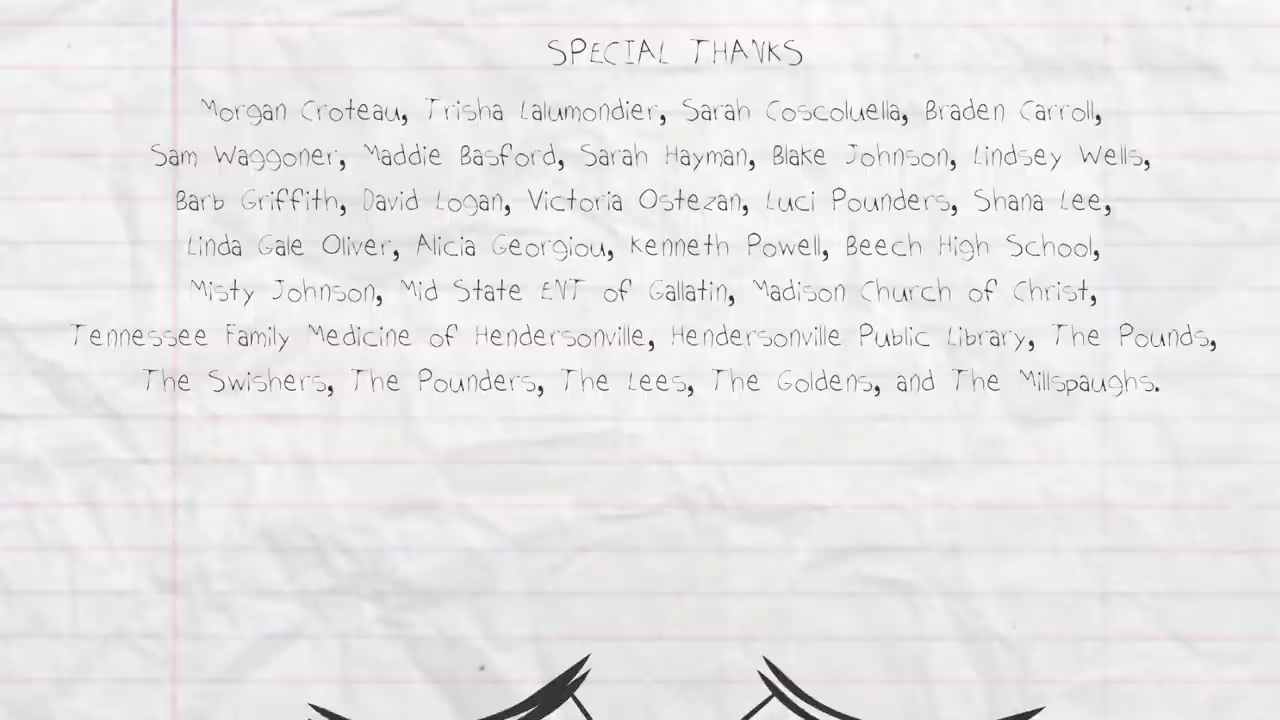 SPECIAL THANKS
Morgan Croteau, Trisha Lalumondier, Sarah Coscoluella, Braden Carroll,
Sam Waggoner, Maddie Basford, Sarah Hayman, Blake Johnson, Lindsey Wells,
Barb Griffith, David Logan, Victoria Ostezan, Luci Pounders, Shana Lee,
Linda Gale Oliver, Alicia Georgiou, Kenneth Powell, Beech High School,
Misty Johnson, Mid State ENT of Gallatin, Madison Church of Christ,
Tennessee Family Medicine of Hendersonville, Hendersonville Public Library, The Pounds,
The Swishers, The Pounders, The Lees, The Goldens, and The Millspaughs.